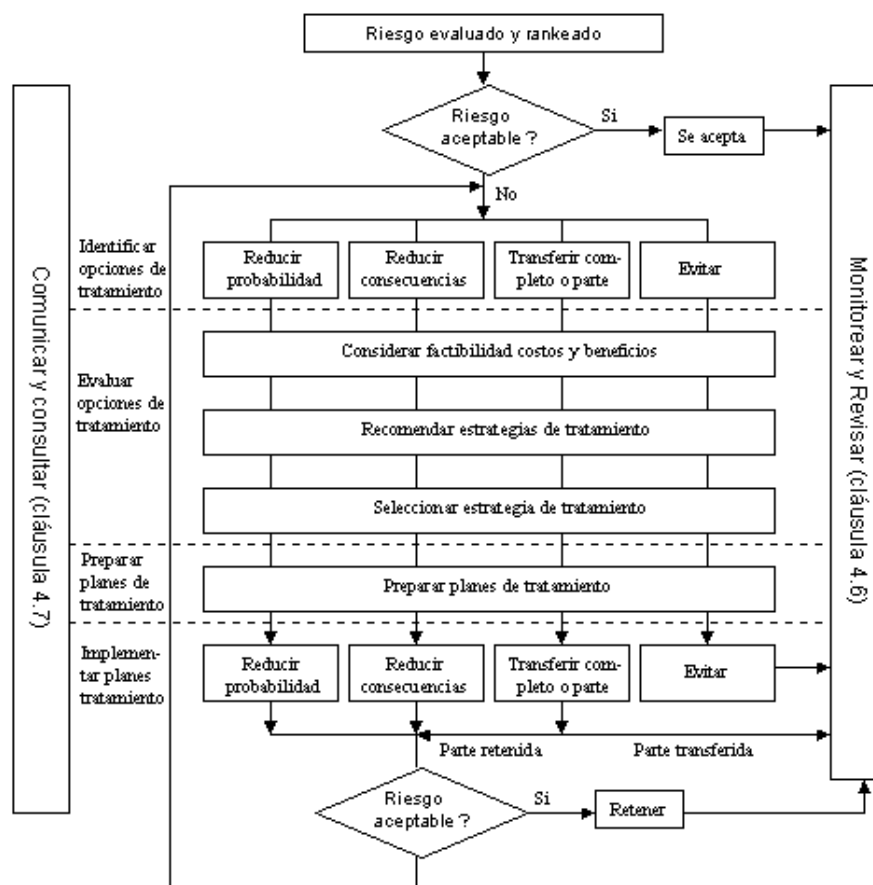 Riesgo evaluado y rankeado
Riesgo
aceptable ?
Si
Se acepta
No
Comunicar y consultar (cláusula 4.7)
Monitorear y Revisar (cláusula 4.6)
Identificar
opciones de
tratamiento
Reducir
probabilidad
Reducir
consecuencias
Transferir com-
pleto o parte
Evitar
Evaluar
opciones de
tratamiento
Considerar factibilidad costos y beneficios
Recomendar estrategias de tratamiento
Seleccionar estrategia de tratamiento
Preparar
planes de
tratamiento
Preparar planes de tratamiento
Implemen-
tar planes
tratamiento
Reducir
probabilidad
Reducir
consecuencias
Transferir com-
pleto o parte
Evitar
Parte retenida
Parte transferida
Riesgo
aceptable ?
Si
Retener